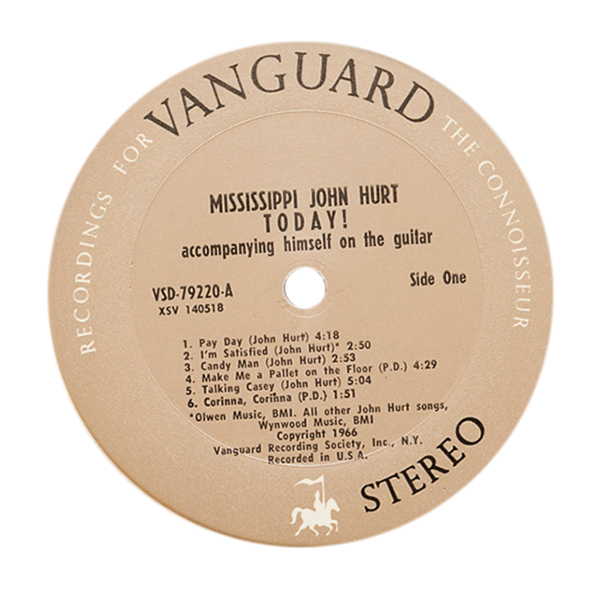 RECORDINGS FOR VANGUARD THE CONNOISSEUR
MISSISSIPPI JOHN HURT
TODAY!
accompanying himself on the guitar
VSD-79220-A
XSV 140518
Side One
1. Pay Day (John Hurt) 4:18
2. I'm Satisfied (John Hurt)* 2:50
3. Candy Man (John Hurt) 2:53
4. Make Me a Pallet on the Floor (P.D.) 4:29
5. Talking Casey (John Hurt) 5:04
6. Corinna, Corinna (P.D.) 1:51
*Olwen Music, BMI. All other John Hurt songs,
Wynwood Music, BMI
Copyright 1966
Vanguard Recording Society, Inc., N.Y.
Recorded in U.S.A.
STEREO